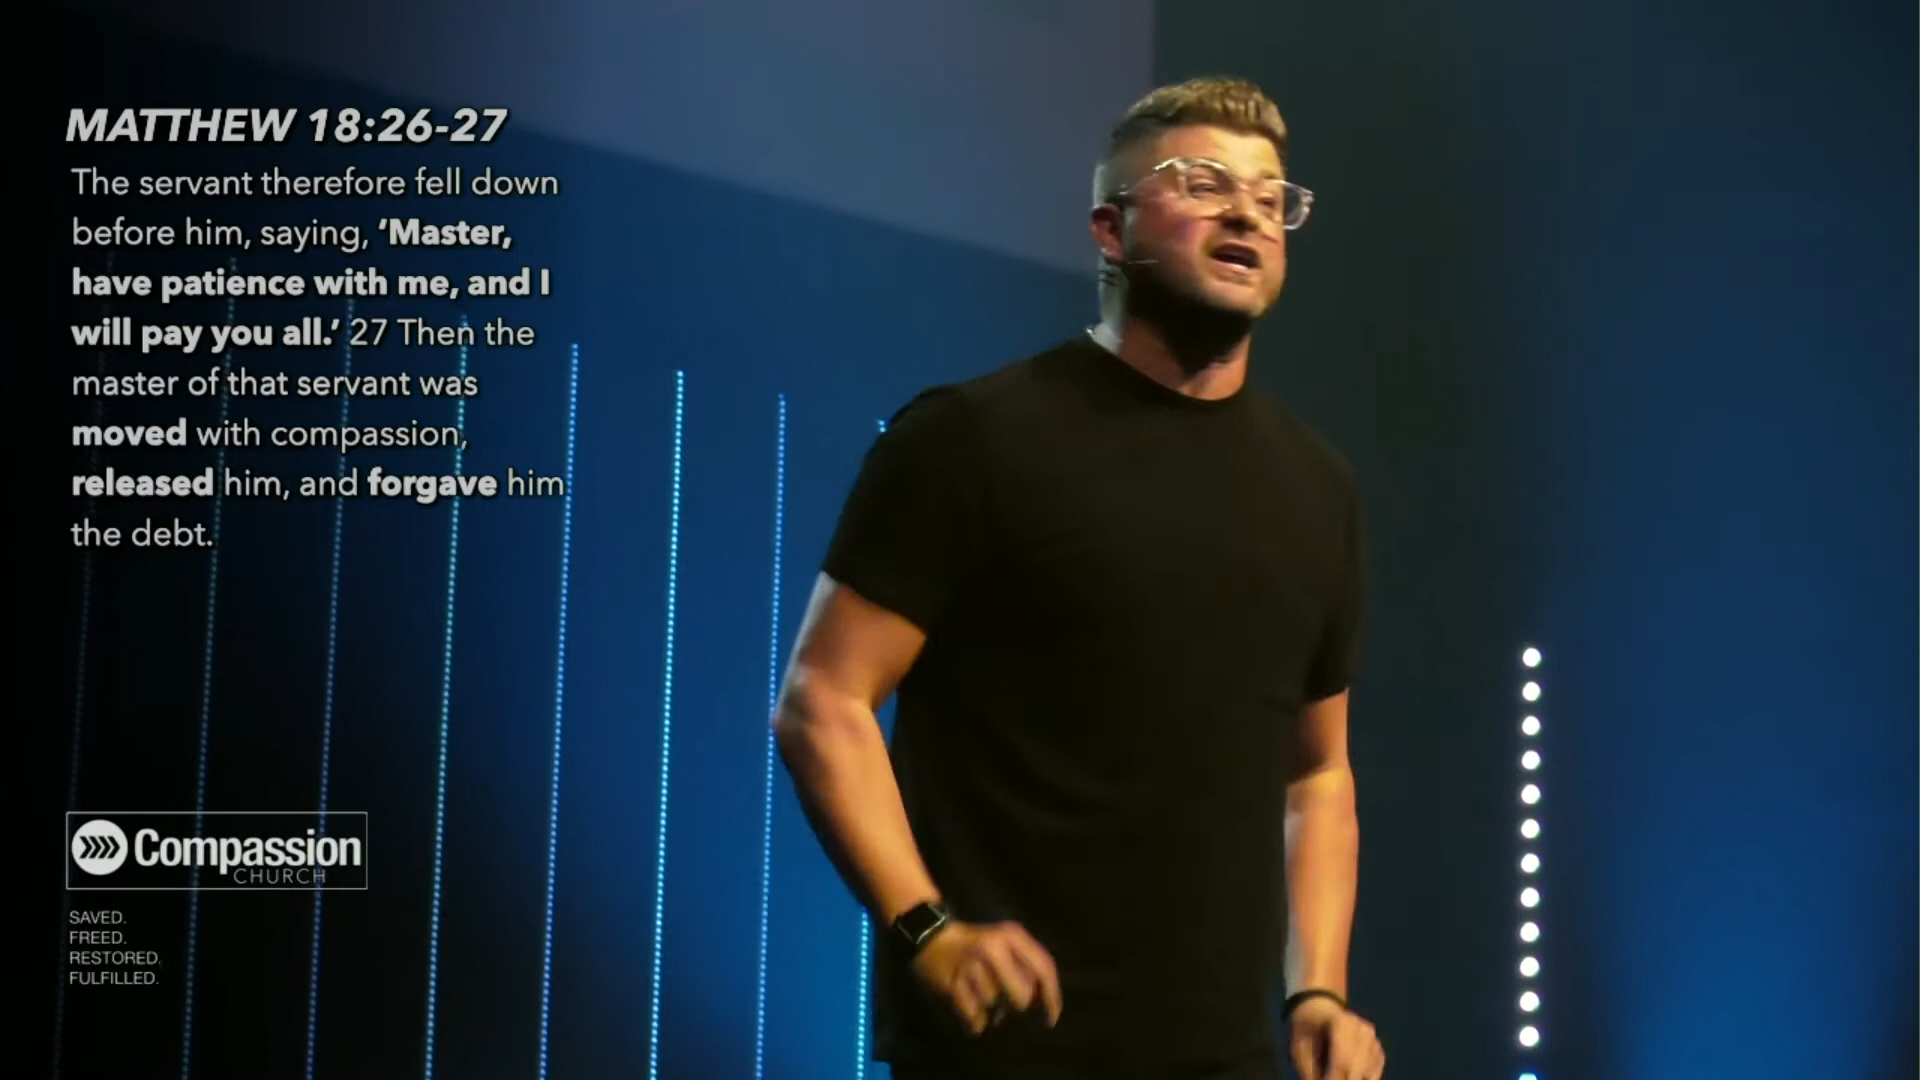 MATTHEW 18:26-27
The servant therefore fell down
before him, saying, ‘Master,
have patience with me, and I
will pay you all.’ 27 Then the
master of that servant was
moved with compassion,
released him, and forgave him
the debt.
Compassion
CHURCH
SAVED.
FREED.
RESTORED.
FULFILLED.